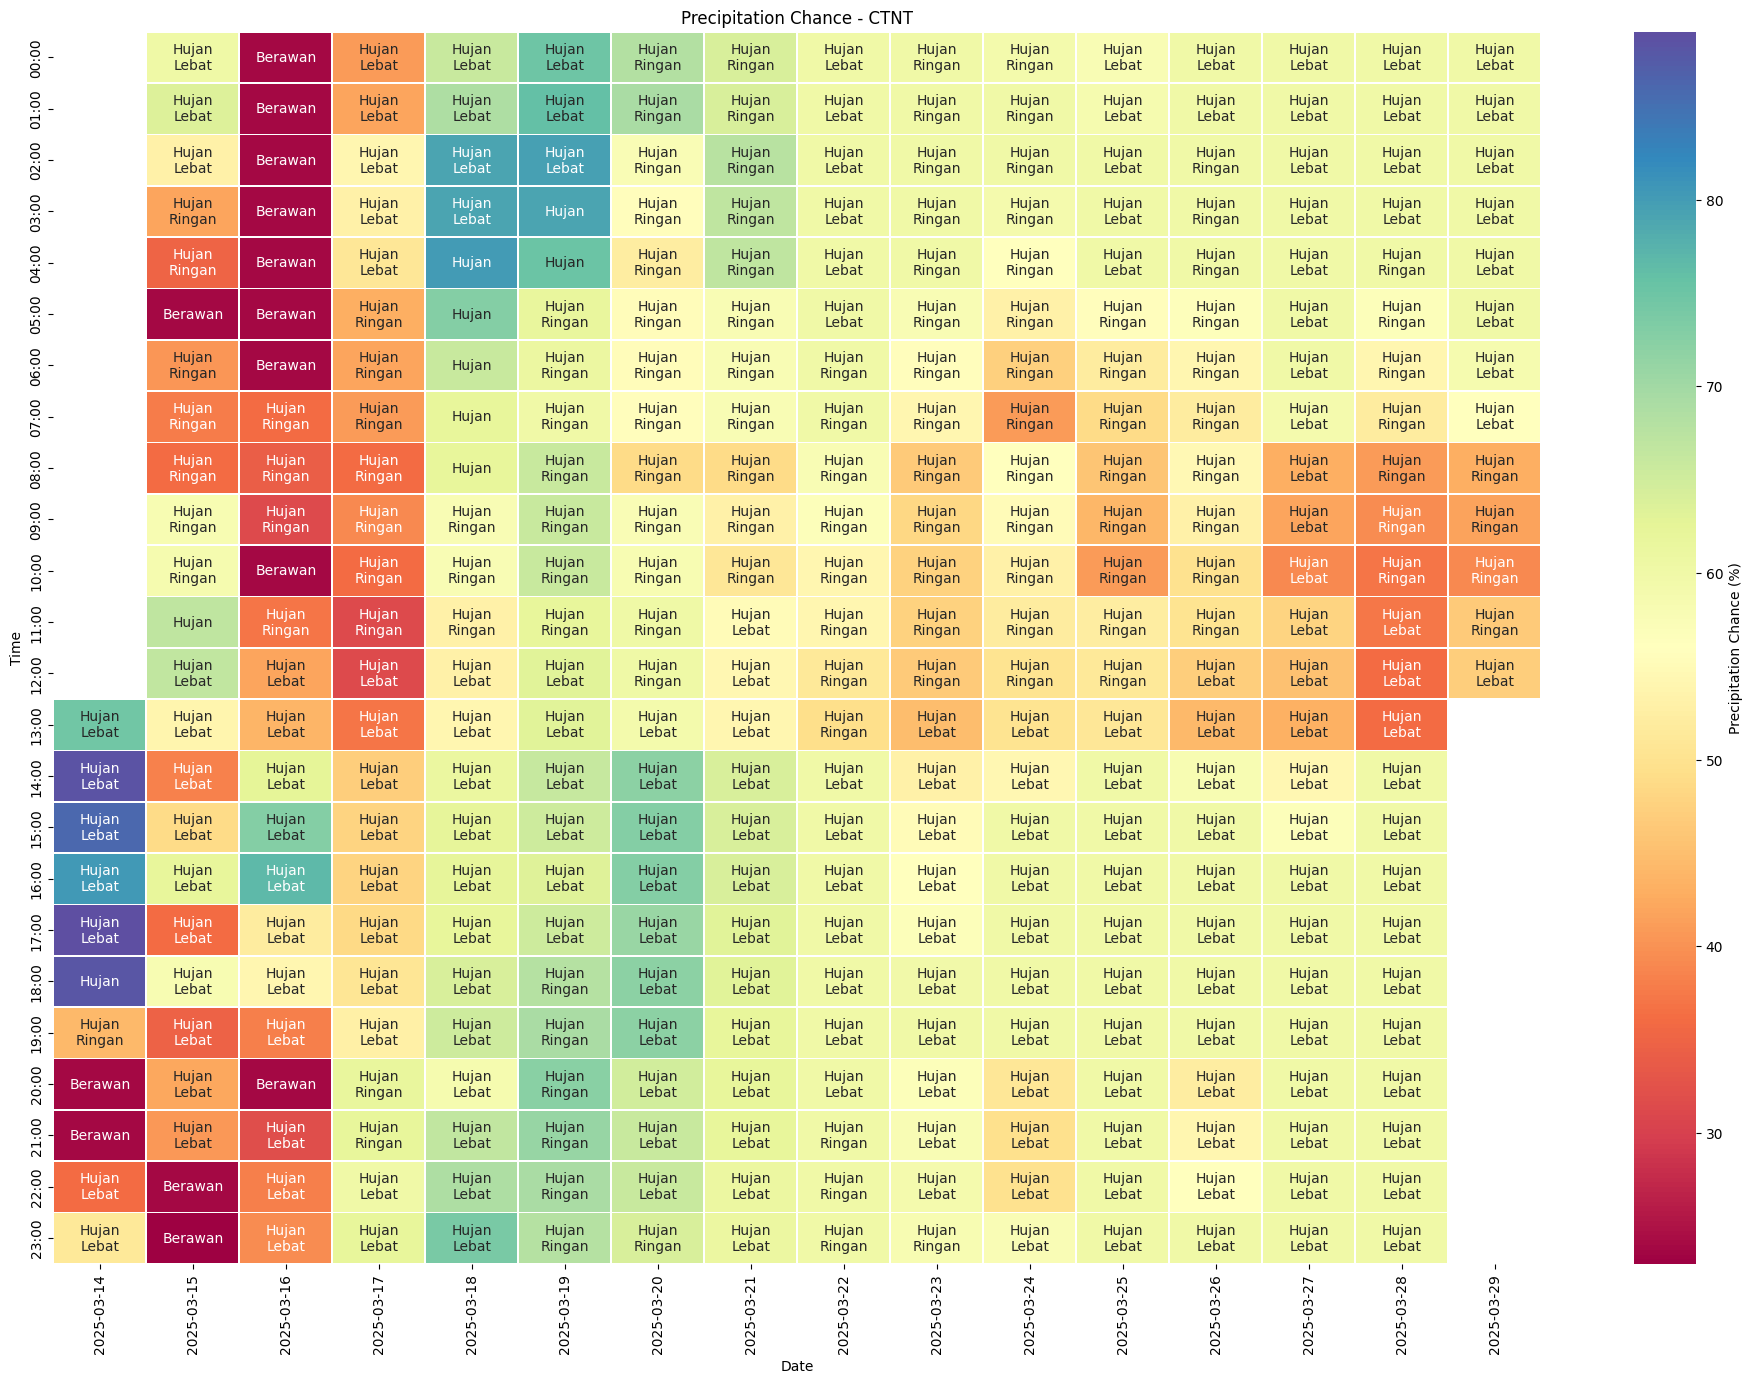 Precipitation Chance - CTNT
00:00 Hujan Lebat Berawan Hujan Lebat Hujan Lebat Hujan Lebat Hujan Ringan Hujan Ringan Hujan Lebat Hujan Ringan Hujan Ringan Hujan Lebat Hujan Lebat Hujan Lebat Hujan Lebat Hujan Lebat
01:00 Hujan Lebat Berawan Hujan Lebat Hujan Lebat Hujan Lebat Hujan Ringan Hujan Ringan Hujan Lebat Hujan Ringan Hujan Ringan Hujan Lebat Hujan Lebat Hujan Lebat Hujan Lebat Hujan Lebat
02:00 Hujan Lebat Berawan Hujan Lebat Hujan Lebat Hujan Lebat Hujan Ringan Hujan Ringan Hujan Lebat Hujan Ringan Hujan Ringan Hujan Lebat Hujan Ringan Hujan Lebat Hujan Lebat Hujan Lebat
03:00 Hujan Ringan Berawan Hujan Lebat Hujan Lebat Hujan Hujan Ringan Hujan Ringan Hujan Lebat Hujan Ringan Hujan Ringan Hujan Lebat Hujan Ringan Hujan Lebat Hujan Lebat Hujan Lebat
04:00 Hujan Ringan Berawan Hujan Lebat Hujan Hujan Hujan Ringan Hujan Ringan Hujan Lebat Hujan Ringan Hujan Ringan Hujan Lebat Hujan Ringan Hujan Lebat Hujan Ringan Hujan Lebat
05:00 Berawan Berawan Hujan Ringan Hujan Hujan Ringan Hujan Ringan Hujan Ringan Hujan Lebat Hujan Ringan Hujan Ringan Hujan Ringan Hujan Ringan Hujan Lebat Hujan Ringan Hujan Lebat
06:00 Hujan Ringan Berawan Hujan Ringan Hujan Hujan Ringan Hujan Ringan Hujan Ringan Hujan Ringan Hujan Ringan Hujan Ringan Hujan Ringan Hujan Ringan Hujan Lebat Hujan Ringan Hujan Lebat
07:00 Hujan Ringan Hujan Ringan Hujan Ringan Hujan Hujan Ringan Hujan Ringan Hujan Ringan Hujan Ringan Hujan Ringan Hujan Ringan Hujan Ringan Hujan Ringan Hujan Lebat Hujan Ringan Hujan Lebat
08:00 Hujan Ringan Hujan Ringan Hujan Ringan Hujan Hujan Ringan Hujan Ringan Hujan Ringan Hujan Ringan Hujan Ringan Hujan Ringan Hujan Ringan Hujan Ringan Hujan Lebat Hujan Ringan Hujan Ringan
09:00 Hujan Ringan Hujan Ringan Hujan Ringan Hujan Ringan Hujan Ringan Hujan Ringan Hujan Ringan Hujan Ringan Hujan Ringan Hujan Ringan Hujan Ringan Hujan Ringan Hujan Lebat Hujan Ringan Hujan Ringan
10:00 Hujan Ringan Berawan Hujan Ringan Hujan Ringan Hujan Ringan Hujan Ringan Hujan Ringan Hujan Ringan Hujan Ringan Hujan Ringan Hujan Ringan Hujan Ringan Hujan Lebat Hujan Ringan Hujan Ringan
11:00 Hujan Hujan Ringan Hujan Ringan Hujan Ringan Hujan Ringan Hujan Ringan Hujan Lebat Hujan Ringan Hujan Ringan Hujan Ringan Hujan Ringan Hujan Ringan Hujan Lebat Hujan Lebat Hujan Ringan
12:00 Hujan Lebat Hujan Lebat Hujan Lebat Hujan Lebat Hujan Lebat Hujan Ringan Hujan Lebat Hujan Ringan Hujan Ringan Hujan Ringan Hujan Ringan Hujan Lebat Hujan Lebat Hujan Lebat Hujan Lebat
13:00 Hujan Lebat Hujan Lebat Hujan Lebat Hujan Lebat Hujan Lebat Hujan Lebat Hujan Lebat Hujan Lebat Hujan Ringan Hujan Lebat Hujan Lebat Hujan Lebat Hujan Lebat Hujan Lebat Hujan Lebat
14:00 Hujan Lebat Hujan Lebat Hujan Lebat Hujan Lebat Hujan Lebat Hujan Lebat Hujan Lebat Hujan Lebat Hujan Lebat Hujan Lebat Hujan Lebat Hujan Lebat Hujan Lebat Hujan Lebat Hujan Lebat
15:00 Hujan Lebat Hujan Lebat Hujan Lebat Hujan Lebat Hujan Lebat Hujan Lebat Hujan Lebat Hujan Lebat Hujan Lebat Hujan Lebat Hujan Lebat Hujan Lebat Hujan Lebat Hujan Lebat Hujan Lebat
16:00 Hujan Lebat Hujan Lebat Hujan Lebat Hujan Lebat Hujan Lebat Hujan Lebat Hujan Lebat Hujan Lebat Hujan Lebat Hujan Lebat Hujan Lebat Hujan Lebat Hujan Lebat Hujan Lebat Hujan Lebat
17:00 Hujan Lebat Hujan Lebat Hujan Lebat Hujan Lebat Hujan Lebat Hujan Lebat Hujan Lebat Hujan Lebat Hujan Lebat Hujan Lebat Hujan Lebat Hujan Lebat Hujan Lebat Hujan Lebat Hujan Lebat
18:00 Hujan Hujan Lebat Hujan Lebat Hujan Lebat Hujan Lebat Hujan Ringan Hujan Lebat Hujan Lebat Hujan Lebat Hujan Lebat Hujan Lebat Hujan Lebat Hujan Lebat Hujan Lebat Hujan Lebat
19:00 Hujan Ringan Hujan Lebat Hujan Lebat Hujan Lebat Hujan Lebat Hujan Ringan Hujan Lebat Hujan Lebat Hujan Lebat Hujan Lebat Hujan Lebat Hujan Lebat Hujan Lebat Hujan Lebat Hujan Lebat
20:00 Berawan Hujan Lebat Berawan Hujan Ringan Hujan Lebat Hujan Ringan Hujan Lebat Hujan Lebat Hujan Lebat Hujan Lebat Hujan Lebat Hujan Lebat Hujan Lebat Hujan Lebat Hujan Lebat
21:00 Berawan Hujan Lebat Hujan Lebat Hujan Ringan Hujan Lebat Hujan Ringan Hujan Lebat Hujan Lebat Hujan Ringan Hujan Lebat Hujan Lebat Hujan Lebat Hujan Lebat Hujan Lebat Hujan Lebat
22:00 Hujan Lebat Berawan Hujan Lebat Hujan Lebat Hujan Lebat Hujan Ringan Hujan Lebat Hujan Lebat Hujan Ringan Hujan Lebat Hujan Lebat Hujan Lebat Hujan Lebat Hujan Lebat Hujan Lebat
23:00 Hujan Lebat Berawan Hujan Lebat Hujan Lebat Hujan Lebat Hujan Ringan Hujan Ringan Hujan Lebat Hujan Ringan Hujan Ringan Hujan Lebat Hujan Lebat Hujan Lebat Hujan Lebat Hujan Lebat
Time
2025-03-14 2025-03-15 2025-03-16 2025-03-17 2025-03-18 2025-03-19 2025-03-20 2025-03-21 2025-03-22 2025-03-23 2025-03-24 2025-03-25 2025-03-26 2025-03-27 2025-03-28 2025-03-29
Date
80
70
60
50
40
30
Precipitation Chance (%)